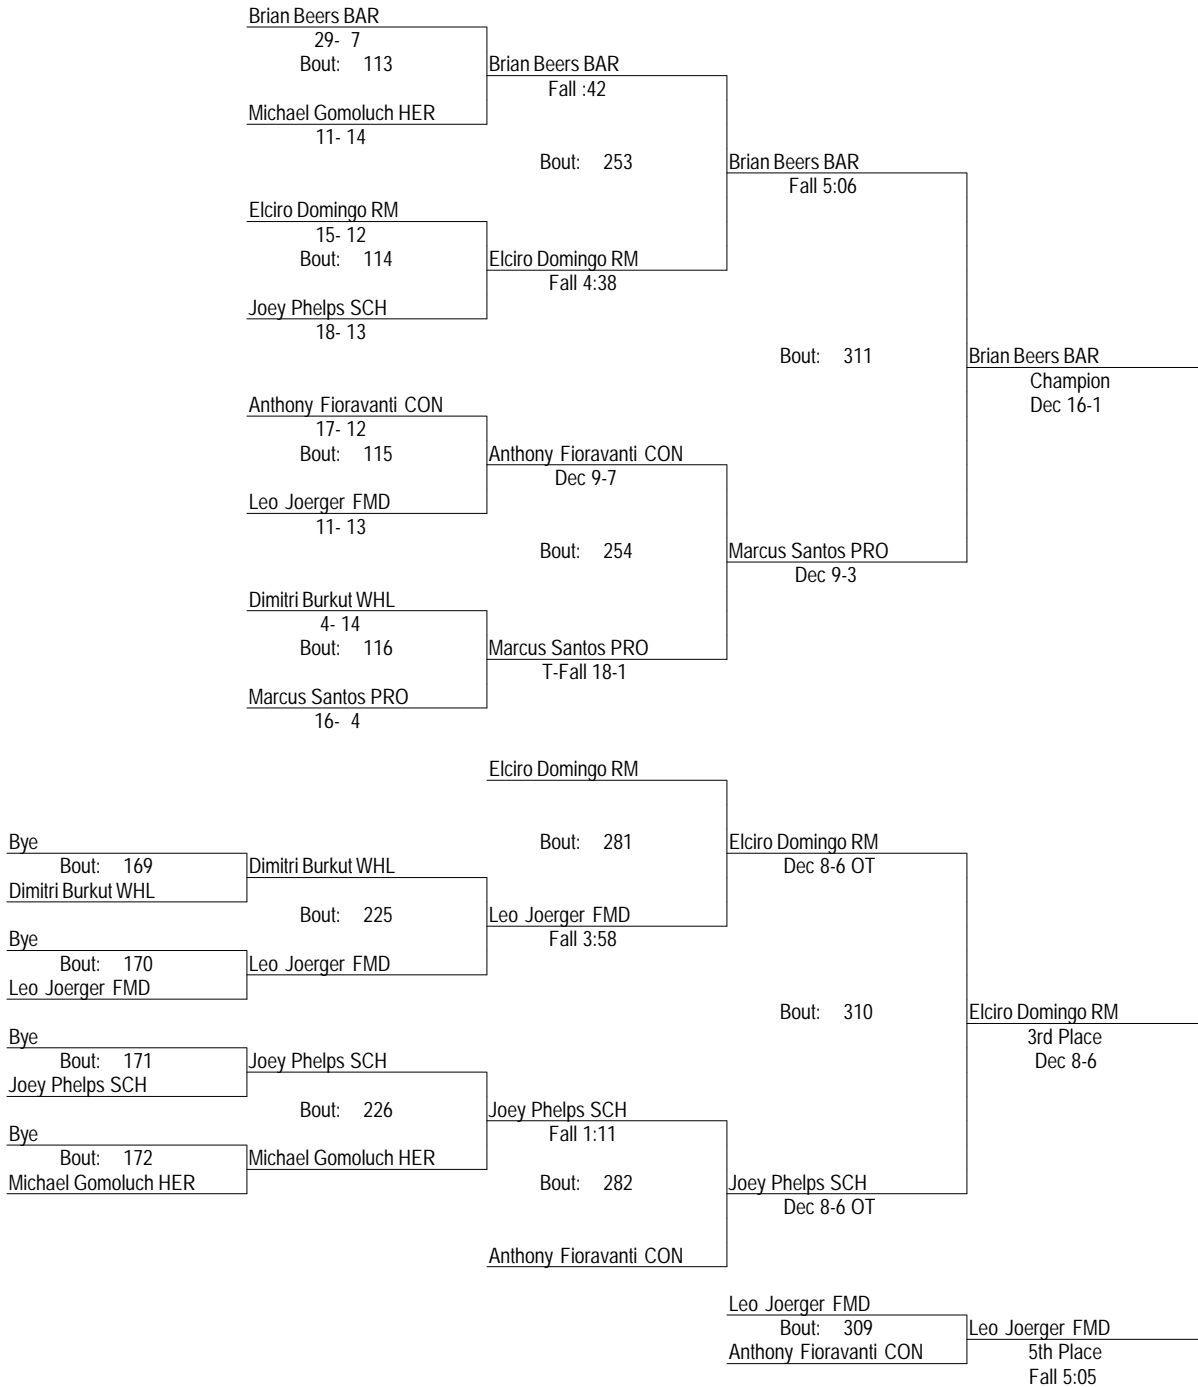 Brian Beers BAR
29- 7
Bout: 113
Brian Beers BAR
Fall :42
Michael Gomoluch HER
11- 14
Bout: 253
Brian Beers BAR
Fall 5:06
Elciro Domingo RM
15- 12
Bout: 114
Elciro Domingo RM
Fall 4:38
Joey Phelps SCH
18- 13
Bout: 311
Brian Beers BAR
Champion
Dec 16-1
Anthony Fioravanti CON
17- 12
Bout: 115
Anthony Fioravanti CON
Dec 9-7
Leo Joerger FMD
11- 13
Bout: 254
Marcus Santos PRO
Dec 9-3
Dimitri Burkut WHL
4- 14
Bout: 116
Marcus Santos PRO
T-Fall 18-1
Marcus Santos PRO
16- 4
Elciro Domingo RM
Bout: 281
Elciro Domingo RM
Dec 8-6 OT
Bye
Bout: 169
Dimitri Burkut WHL
Dimitri Burkut WHL
Bout: 225
Leo Joerger FMD
Fall 3:58
Bye
Bout: 170
Leo Joerger FMD
Leo Joerger FMD
Bout: 310
Elciro Domingo RM
3rd Place
Dec 8-6
Bye
Bout: 171
Joey Phelps SCH
Joey Phelps SCH
Bout: 226
Joey Phelps SCH
Fall 1:11
Bye
Bout: 172
Michael Gomoluch HER
Michael Gomoluch HER
Bout: 282
Joey Phelps SCH
Dec 8-6 OT
Anthony Fioravanti CON
Leo Joerger FMD
Bout: 309
Anthony Fioravanti CON
Leo Joerger FMD
5th Place
Fall 5:05